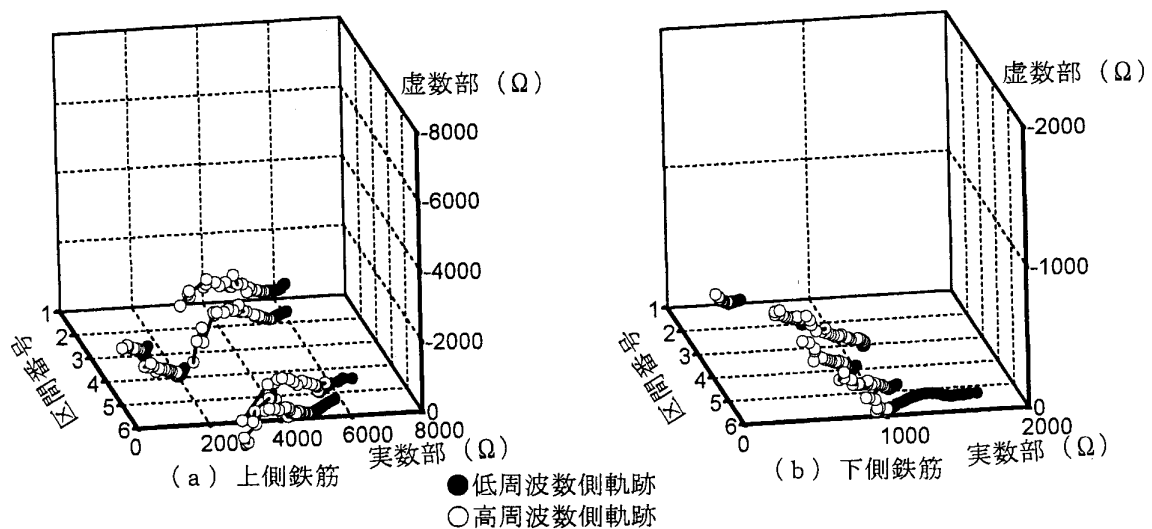 虚数部（Ω）
-8000
-6000
-4000
-2000
0
1
2
3
4
5
6
区間番号
0
2000
4000
6000
8000
実数部（Ω）
（a）上側鉄筋
虚数部（Ω）
-2000
-1000
0
1
2
3
4
5
6
区間番号
0
1000
2000
実数部（Ω）
（b）下側鉄筋
●低周波数側軌跡
○高周波数側軌跡